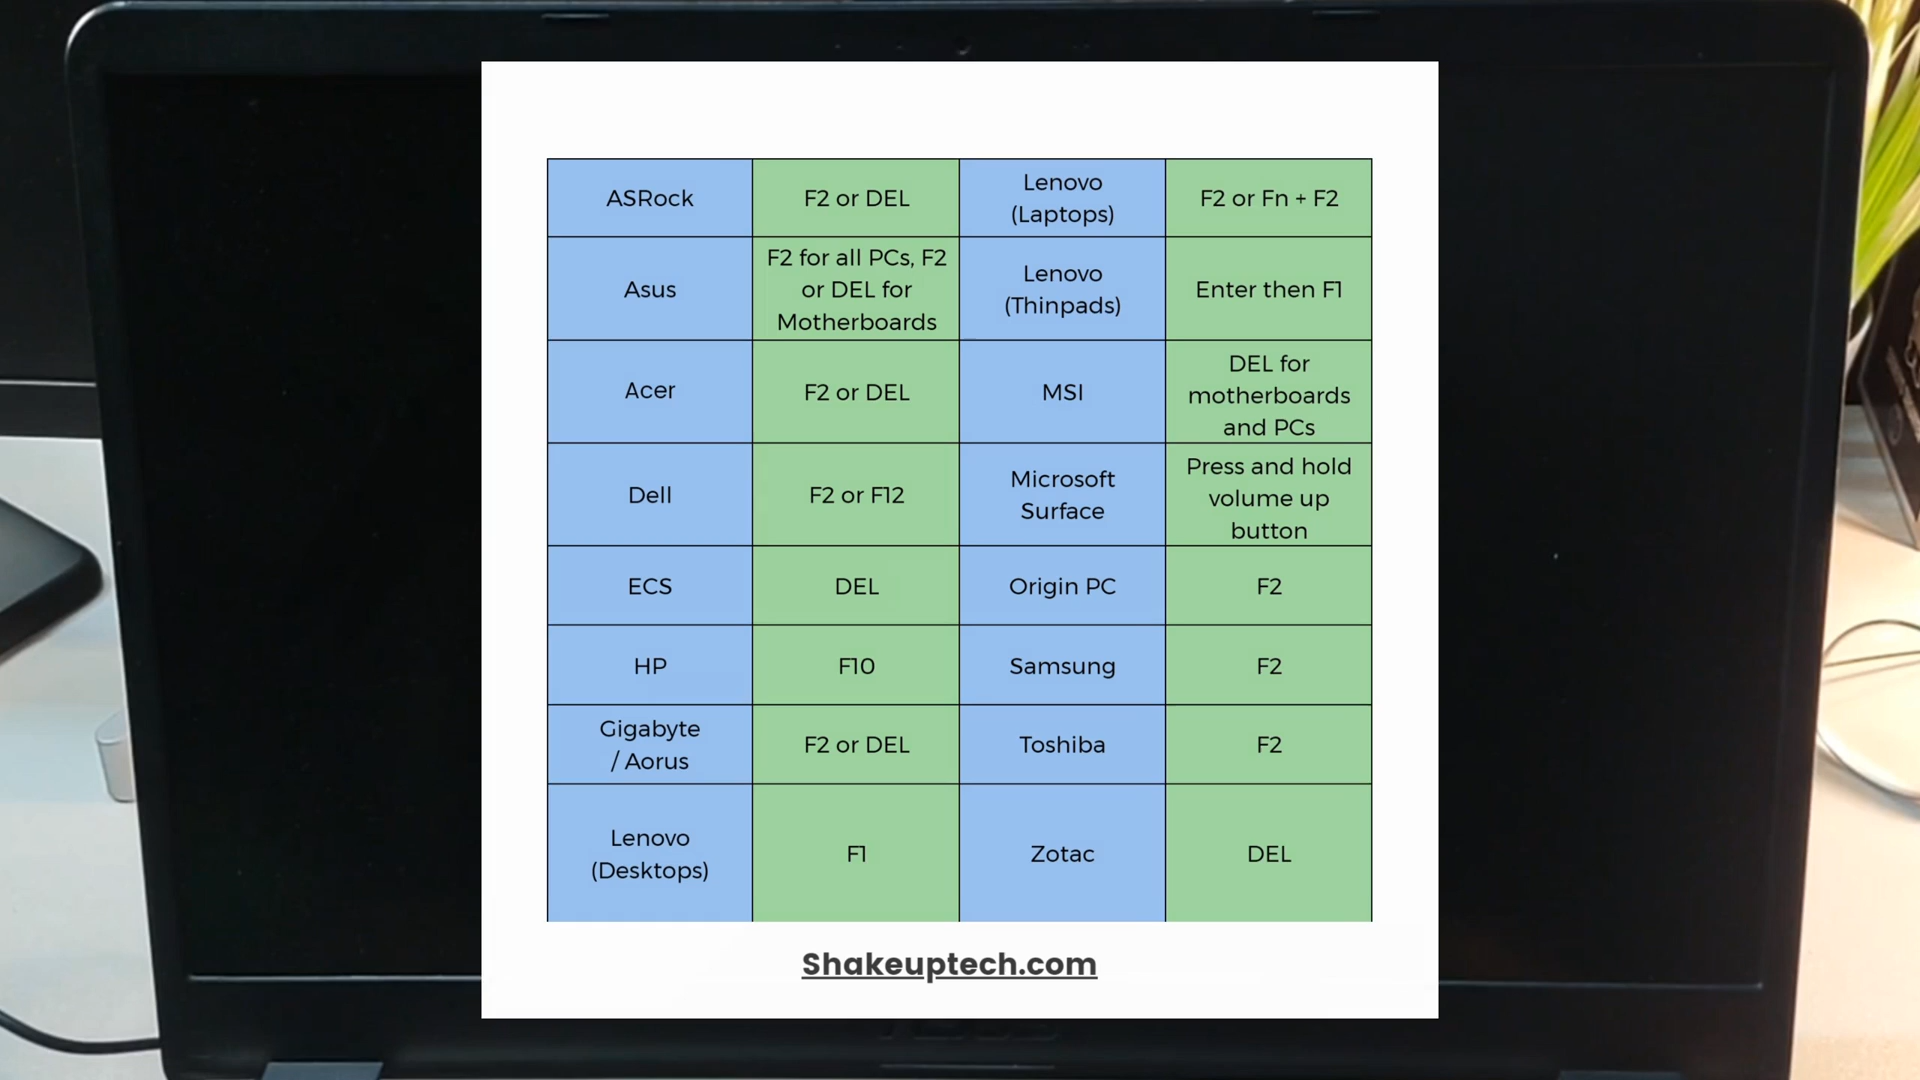 ASRock
F2 or DEL
Lenovo
(Laptops)
F2 or Fn + F2
Asus
F2 for all PCs, F2
or DEL for
Motherboards
Lenovo
(Thinpads)
Enter then F1
Acer
F2 or DEL
MSI
DEL for
motherboards
and PCs
Dell
F2 or F12
Microsoft
Surface
Press and hold
volume up
button
ECS
DEL
Origin PC
F2
HP
F10
Samsung
F2
Gigabyte
/ Aorus
F2 or DEL
Toshiba
F2
Lenovo
(Desktops)
F1
Zotac
DEL
Shakeuptech.com